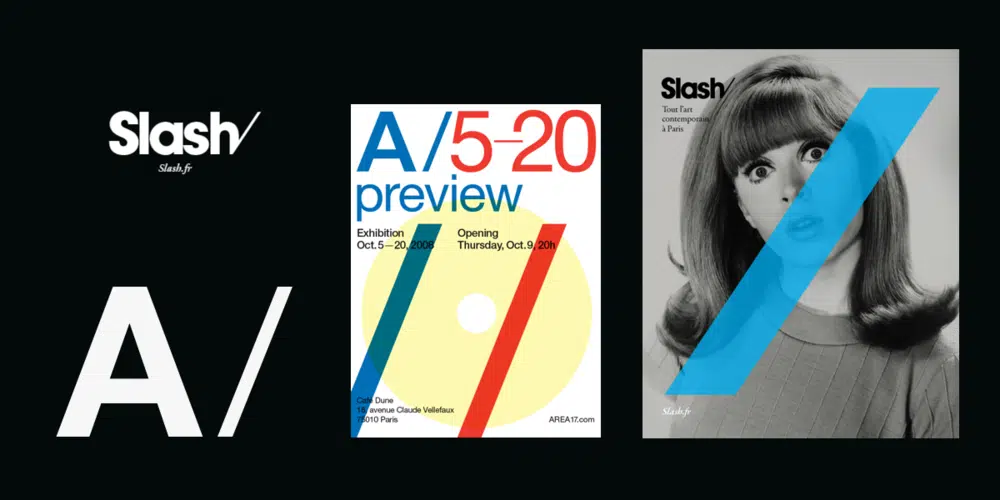 Slash/
Slash.fr
A/
A/5–20
preview
Exhibition
Oct. 5—20, 2008
Opening
Thursday, Oct.9, 20h
Café Dune
18, avenue Claude Vellefaux
75010 Paris
AREA17.com
Slash/
Tout l'art
contemporain
à Paris
Slash.fr